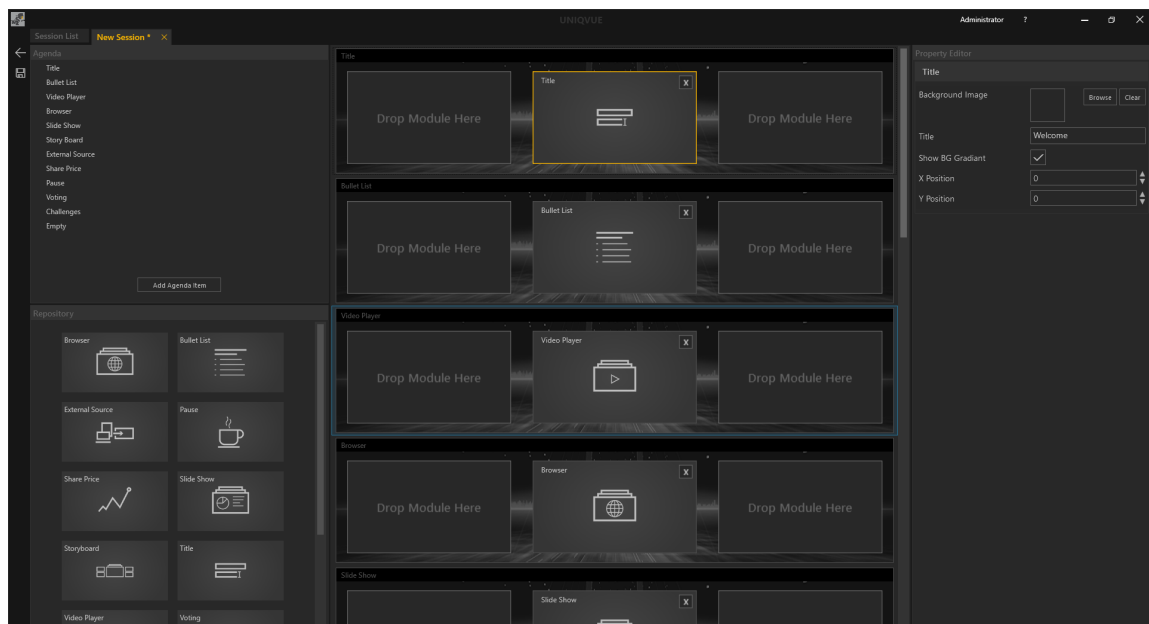 UNIQVUE
Administrator ?
Session List New Session * ×
Agenda
Title
Bullet List
Video Player
Browser
Slide Show
Story Board
External Source
Share Price
Pause
Voting
Challenges
Empty
Add Agenda Item
Repository
Browser
Bullet List
External Source
Pause
Share Price
Slide Show
Storyboard
Title
Video Player
Voting
Title
Drop Module Here
Title X
Drop Module Here
Bullet List
Drop Module Here
Bullet List X
Drop Module Here
Video Player
Drop Module Here
Video Player X
Drop Module Here
Browser
Drop Module Here
Browser X
Drop Module Here
Slide Show
Slide Show X
Property Editor
Title
Background Image Browse Clear
Title Welcome
Show BG Gradiant
X Position 0
Y Position 0